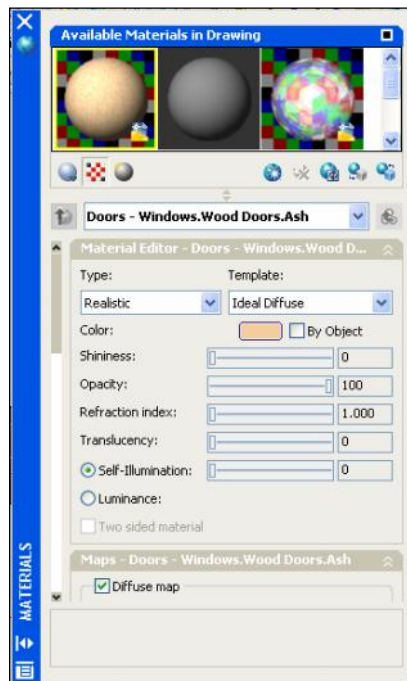 Available Materials in Drawing
Doors - Windows.Wood Doors.Ash
Material Editor - Doors - Windows.Wood D...
Type: Template:
Realistic Ideal Diffuse
Color: By Object
Shininess: 0
Opacity: 100
Refraction index: 1.000
Translucency: 0
Self-Illumination: 0
Luminance:
Two sided material
Maps - Doors - Windows.Wood Doors.Ash
Diffuse map
MATERIALS